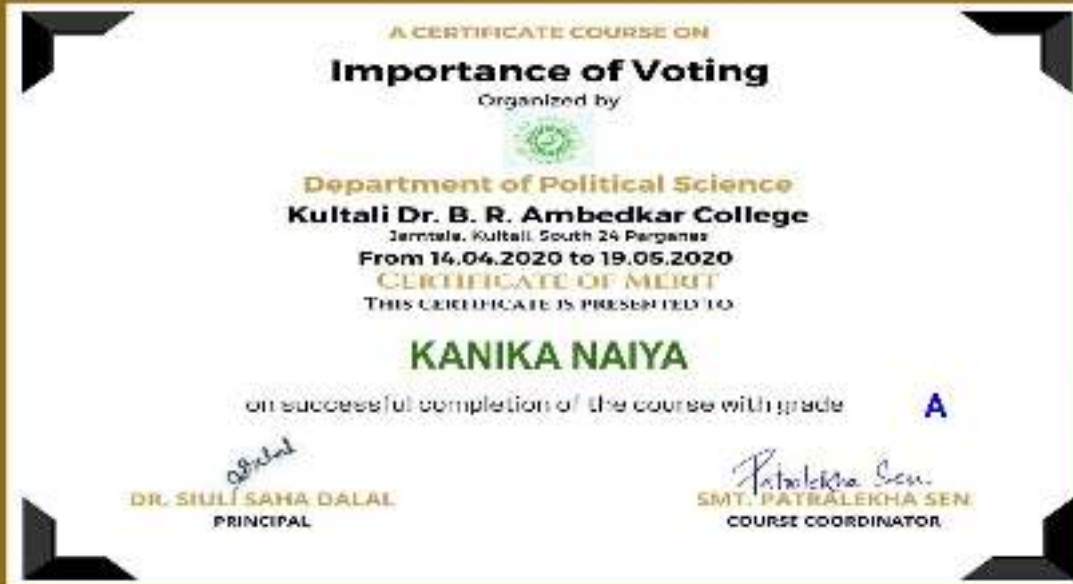 A CERTIFICATE COURSE ON
Importance of Voting
Organized by
Department of Political Science
Kultali Dr. B. R. Ambedkar College
Jamtala, Kultali, South 24 Parganas
From 14.04.2020 to 19.05.2020
CERTIFICATE OF MERIT
THIS CERTIFICATE IS PRESENTED TO
KANIKA NAIYA
on successful completion of the course with grade A
Patralekha Sen.
DR. SIULI SAHA DALAL
SMT. PATRALEKHA SEN
PRINCIPAL
COURSE COORDINATOR